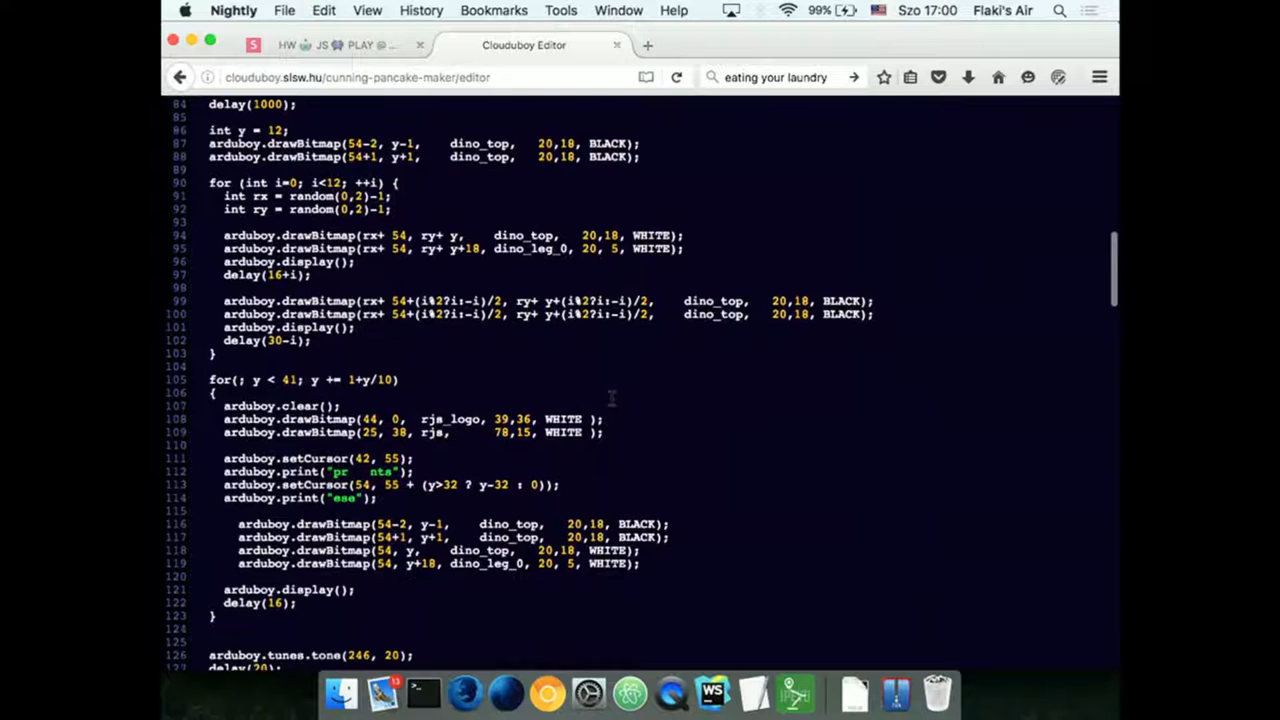 Nightly File Edit View History Bookmarks Tools Window Help 99% Szo 17:00 Flaki's Air
S HW JS PLAY @ ... × Clouduboy Editor × +
clouduboy.slsw.hu/cunning-pancake-maker/editor eating your laundry
84 delay(1000);
85
86 int y = 12;
87 arduboy.drawBitmap(54-2, y-1, dino_top, 20,18, BLACK);
88 arduboy.drawBitmap(54+1, y+1, dino_top, 20,18, BLACK);
89
90 for (int i=0; i<12; ++i) {
91 int rx = random(0,2)-1;
92 int ry = random(0,2)-1;
93
94 arduboy.drawBitmap(rx+ 54, ry+ y, dino_top, 20,18, WHITE);
95 arduboy.drawBitmap(rx+ 54, ry+ y+18, dino_leg_0, 20, 5, WHITE);
96 arduboy.display();
97 delay(16+i);
98
99 arduboy.drawBitmap(rx+ 54+(i%2?i:-i)/2, ry+ y+(i%2?i:-i)/2, dino_top, 20,18, BLACK);
100 arduboy.drawBitmap(rx+ 54+(i%2?i:-i)/2, ry+ y+(i%2?i:-i)/2, dino_top, 20,18, BLACK);
101 arduboy.display();
102 delay(30-i);
103 }
104
105 for(; y < 41; y += 1+y/10)
106 {
107 arduboy.clear();
108 arduboy.drawBitmap(44, 0, rjs_logo, 39,36, WHITE );
109 arduboy.drawBitmap(25, 38, rjs, 78,15, WHITE );
110
111 arduboy.setCursor(42, 55);
112 arduboy.print("pr   nts");
113 arduboy.setCursor(54, 55 + (y>32 ? y-32 : 0));
114 arduboy.print("ese");
115
116 arduboy.drawBitmap(54-2, y-1, dino_top, 20,18, BLACK);
117 arduboy.drawBitmap(54+1, y+1, dino_top, 20,18, BLACK);
118 arduboy.drawBitmap(54, y, dino_top, 20,18, WHITE);
119 arduboy.drawBitmap(54, y+18, dino_leg_0, 20, 5, WHITE);
120
121 arduboy.display();
122 delay(16);
123 }
124
125
126 arduboy.tunes.tone(246, 20);
127 delay(20);
13
WS